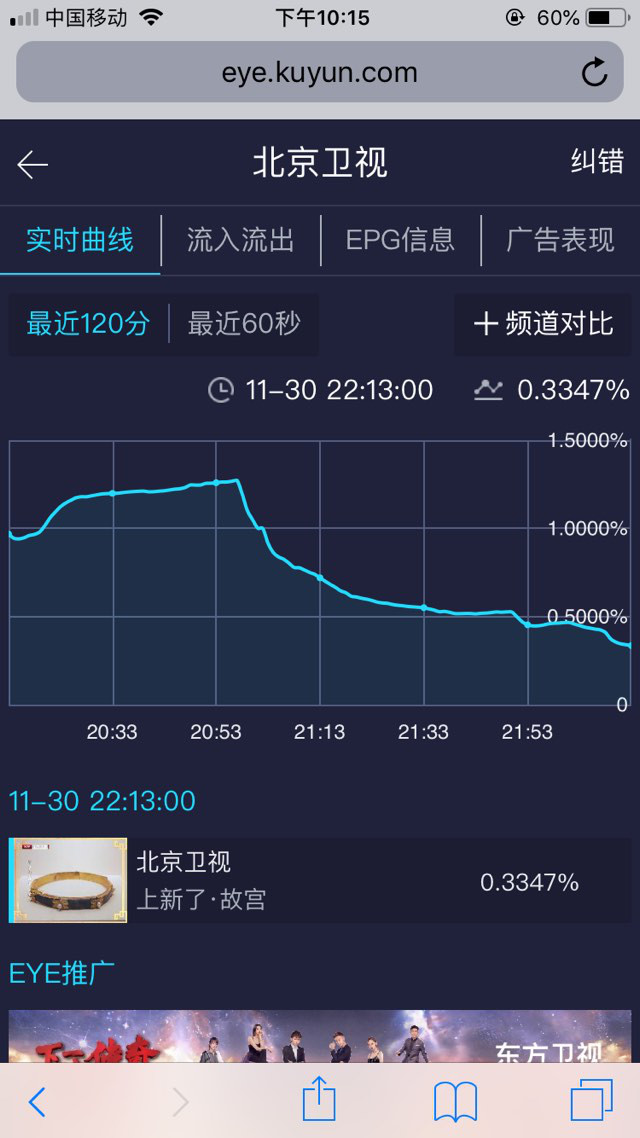 中国移动 下午10:15 60%
eye.kuyun.com
北京卫视 纠错
实时曲线 流入流出 EPG信息 广告表现
最近120分 最近60秒 十频道对比
11-30 22:13:00 0.3347%
1.5000%
1.0000%
0.5000%
0
20:33 20:53 21:13 21:33 21:53
11-30 22:13:00
北京卫视
上新了·故宫
0.3347%
EYE推广
东方卫视